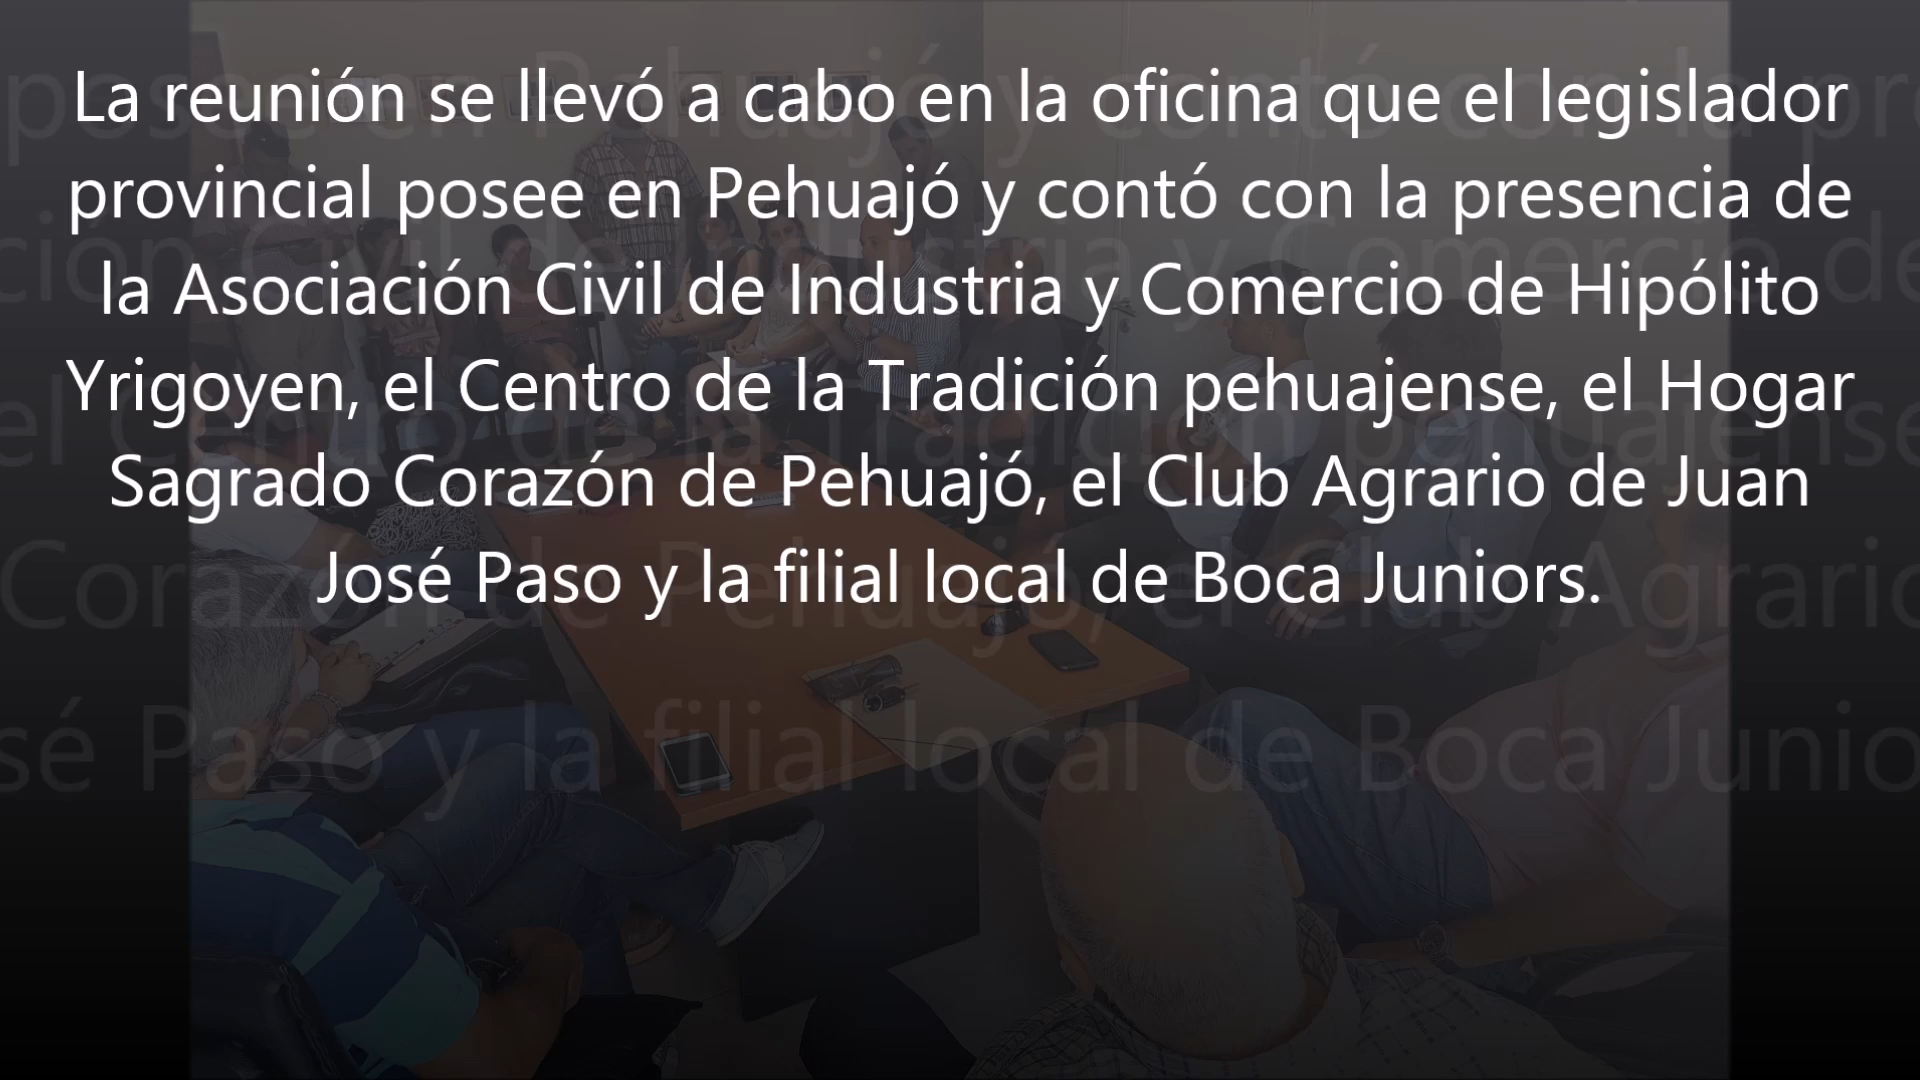 La reunión se llevó a cabo en la oficina que el legislador
provincial posee en Pehuajó y contó con la presencia de
la Asociación Civil de Industria y Comercio de Hipólito
Yrigoyen, el Centro de la Tradición pehuajense, el Hogar
Sagrado Corazón de Pehuajó, el Club Agrario de Juan
José Paso y la filial local de Boca Juniors.